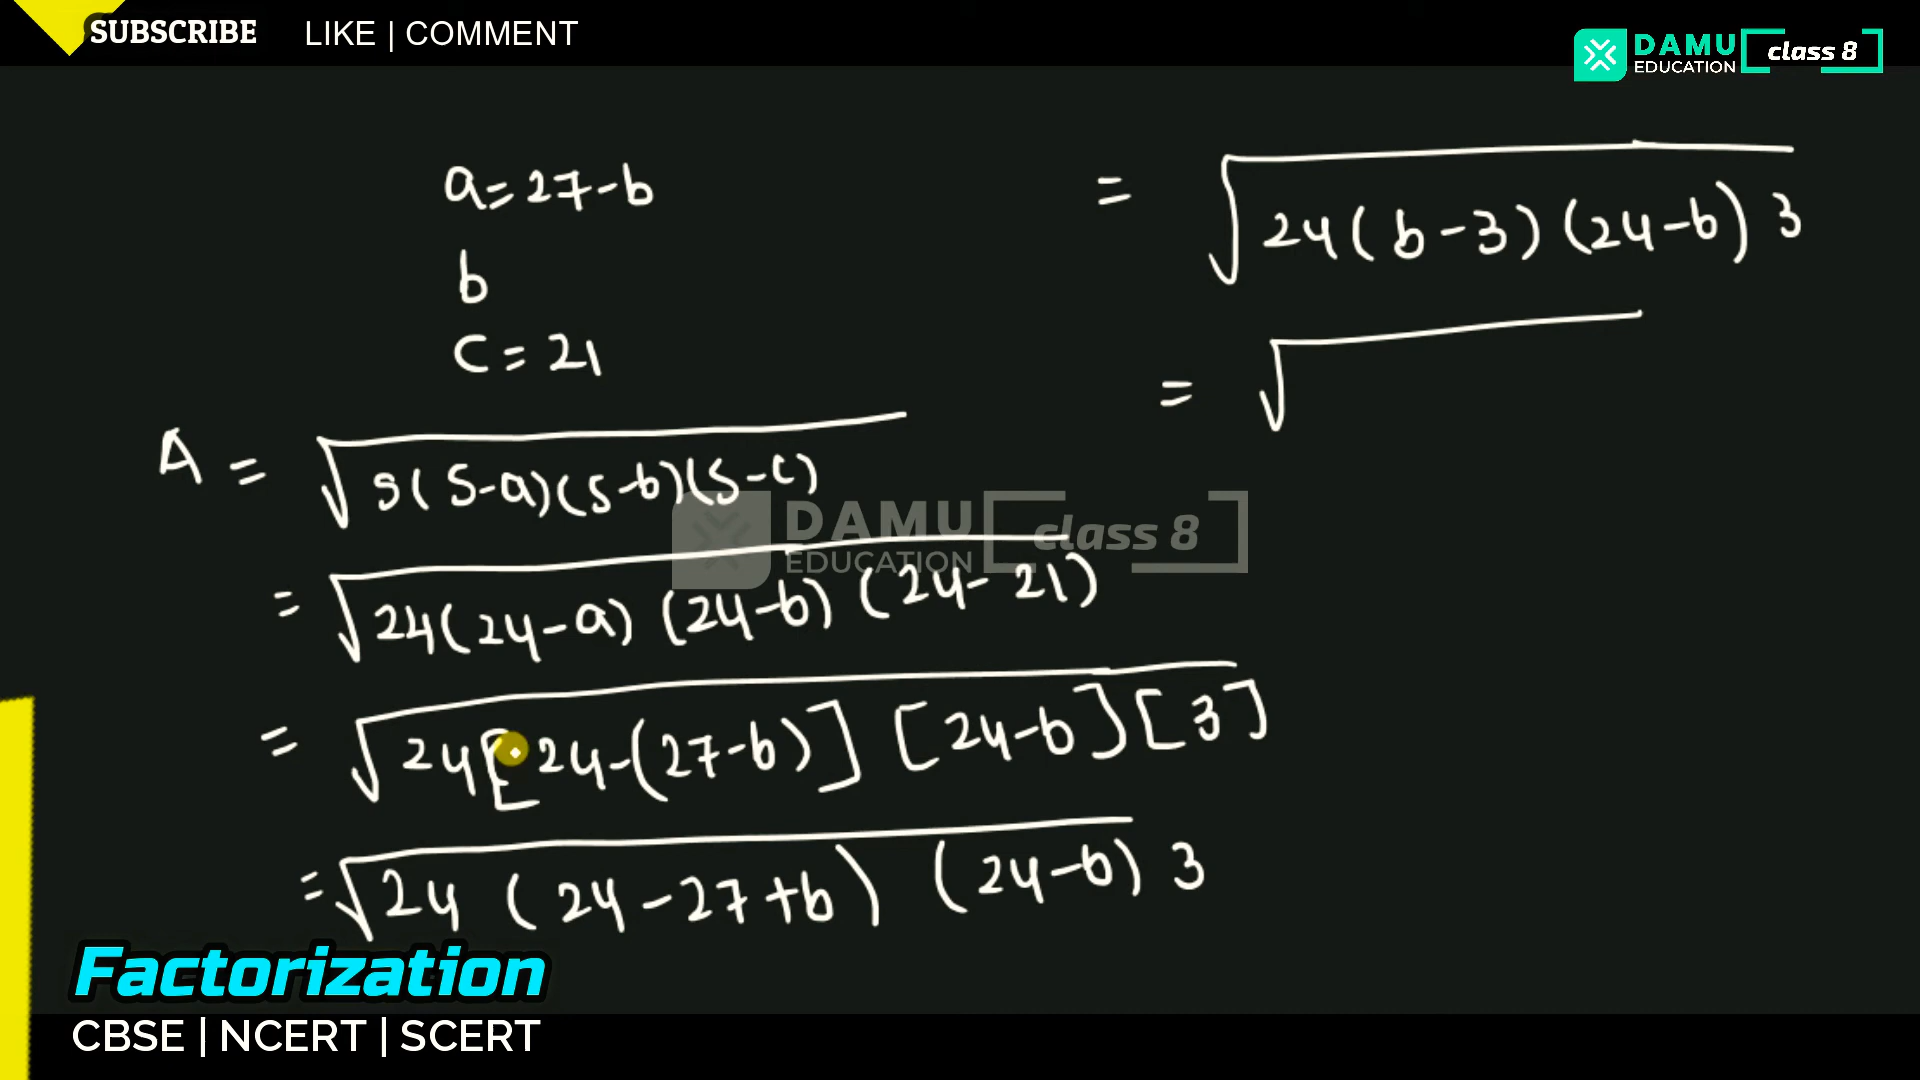 SUBSCRIBE LIKE | COMMENT
DAMU EDUCATION class 8
a=27-b
b
c=21
A = √s(s-a)(s-b)(s-c)
= √24(24-a)(24-b)(24-21)
= √24[24-(27-b)][24-b][3]
= √24 (24-27+b) (24-b) 3
= √24(b-3)(24-b) 3
= √
DAMU EDUCATION class 8
Factorization
CBSE | NCERT | SCERT